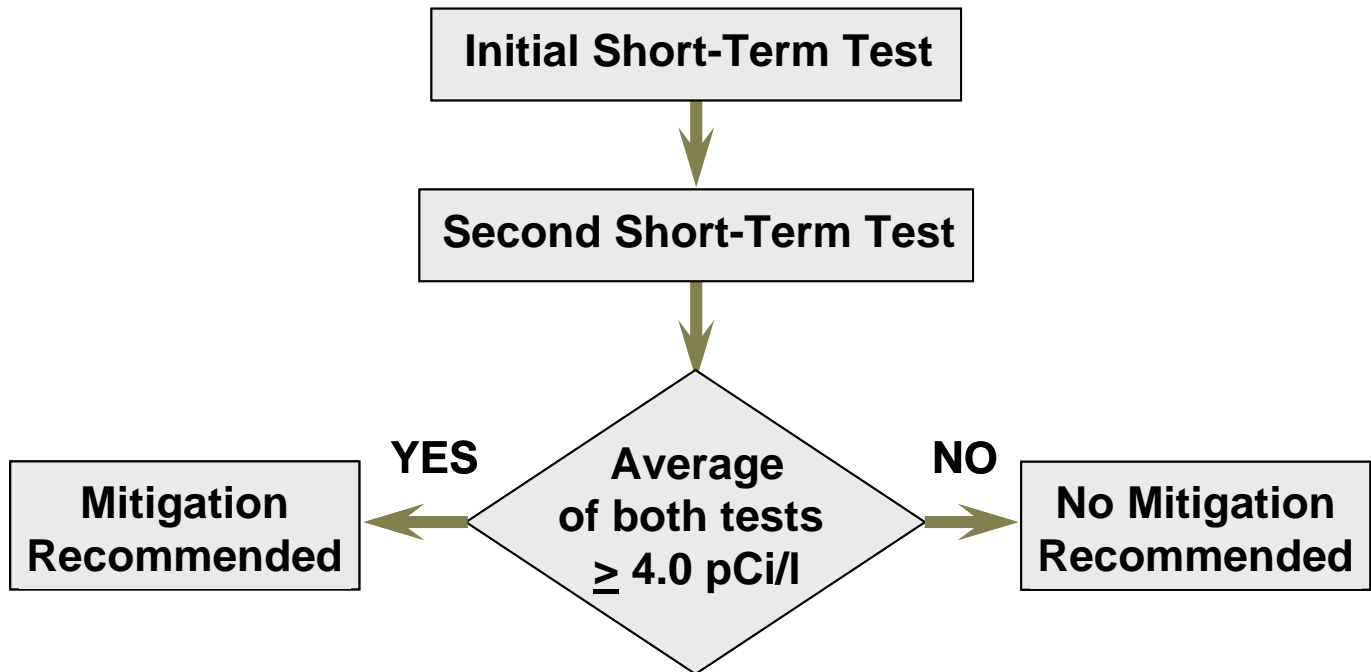 Initial Short-Term Test
Second Short-Term Test
YES
Average
of both tests
≥ 4.0 pCi/l
NO
Mitigation
Recommended
No Mitigation
Recommended